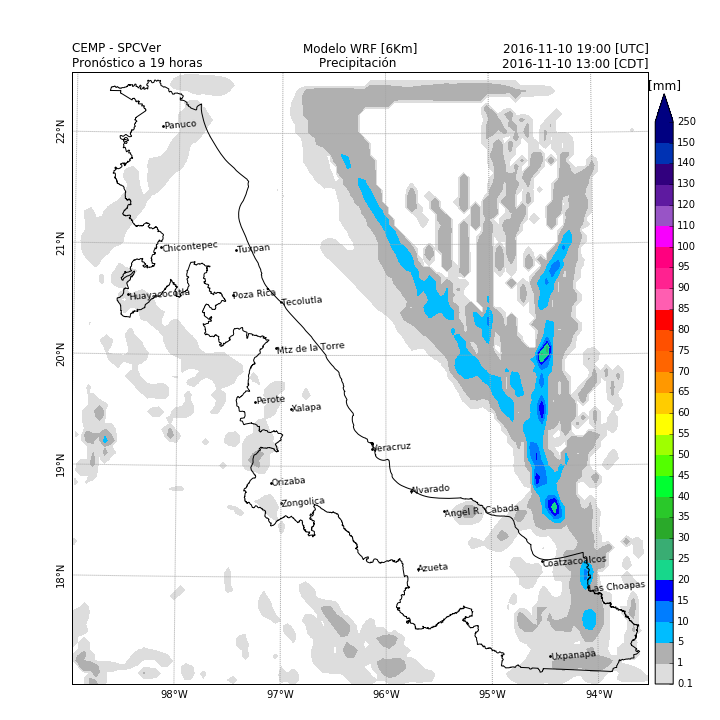 CEMP - SPCVer
Pronóstico a 19 horas
Modelo WRF [6Km]
Precipitación
2016-11-10 19:00 [UTC]
2016-11-10 13:00 [CDT]
[mm]
250
150
140
130
120
110
100
95
90
85
80
75
70
65
60
55
50
45
40
35
30
25
20
15
10
5
1
0.1
22°N
21°N
20°N
19°N
18°N
98°W
97°W
96°W
95°W
94°W
Panuco
Chicontepec
Tuxpan
Huayacocotla
Poza Rica
Tecolutla
Mtz de la Torre
Perote
Xalapa
Veracruz
Orizaba
Alvarado
Zongolica
Angel R. Cabada
Coatzacoalcos
Azueta
Las Choapas
Uxpanapa